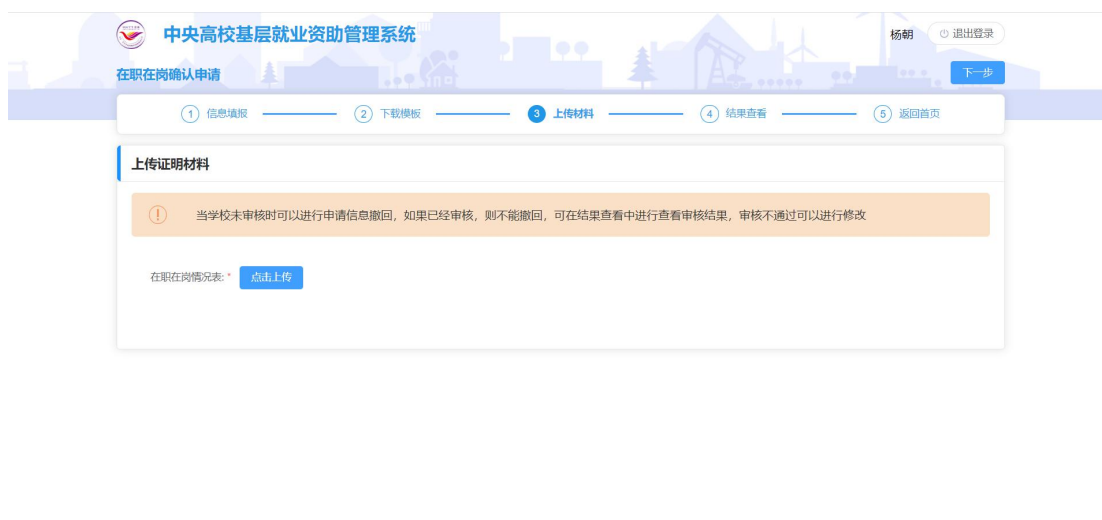 中央高校基层就业资助管理系统
杨朝
退出登录
在职在岗确认申请
下一步
1 信息填报
2 下载模板
3 上传材料
4 结果查看
5 返回首页
上传证明材料
当学校未审核时可以进行申请信息撤回，如果已经审核，则不能撤回，可在结果查看中进行查看审核结果，审核不通过可以进行修改
在职在岗情况表:* 点击上传